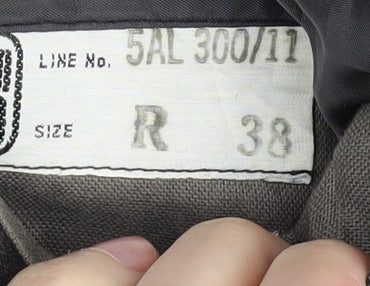 LINE No. 5AL 300/11
SIZE R 38